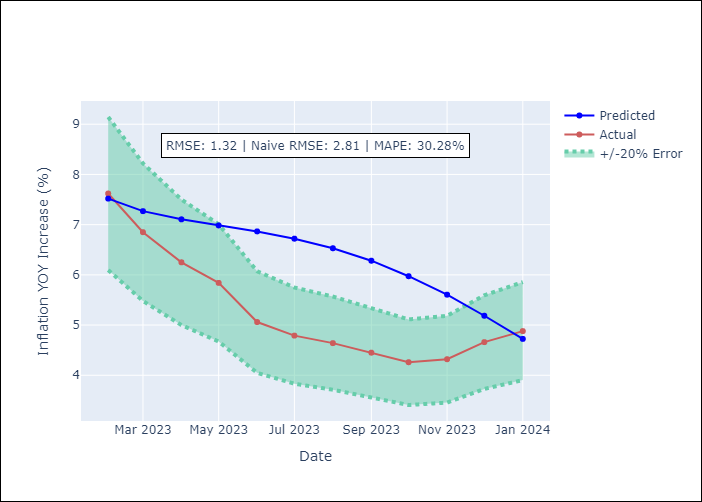 RMSE: 1.32 | Naive RMSE: 2.81 | MAPE: 30.28%
Predicted
Actual
+/-20% Error
Inflation YOY Increase (%)
9
8
7
6
5
4
Mar 2023
May 2023
Jul 2023
Sep 2023
Nov 2023
Jan 2024
Date